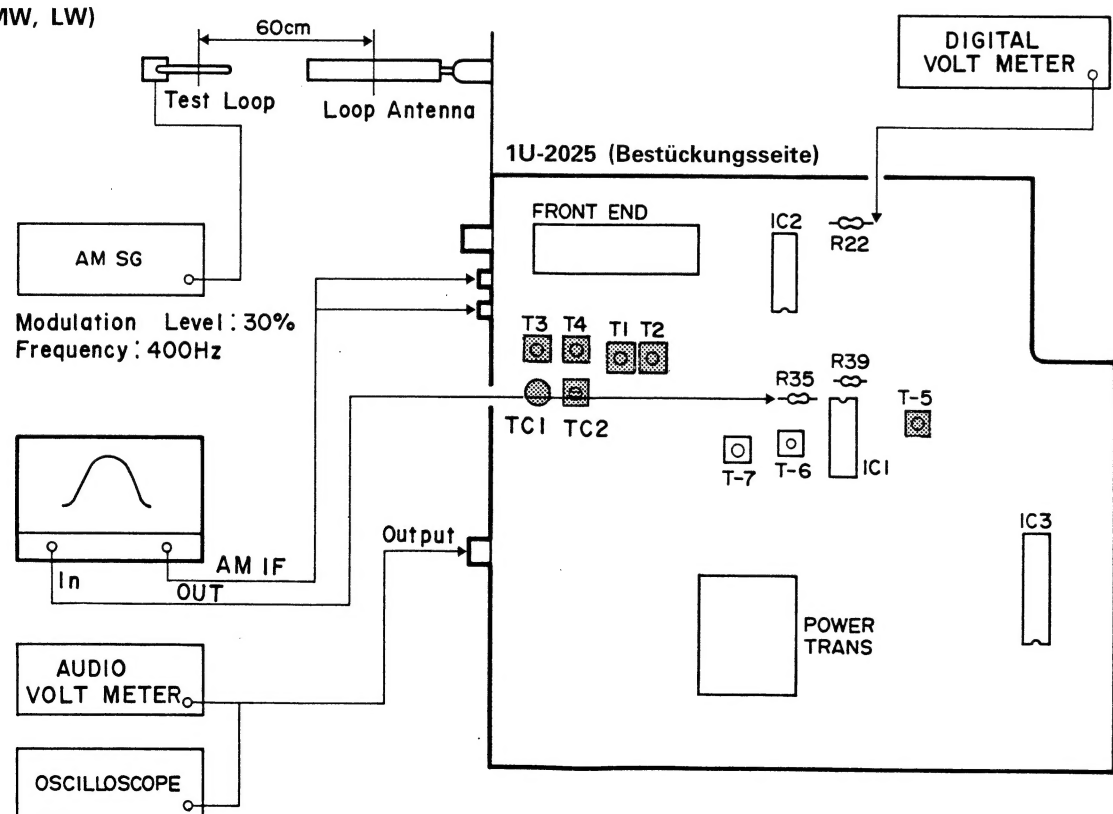 MW, LW)
60cm
Test Loop
Loop Antenna
DIGITAL
VOLT METER
1U-2025 (Bestückungsseite)
FRONT END
IC2
R22
AM SG
Modulation Level : 30%
Frequency : 400Hz
T3 T4 T1 T2
R39
R35
T-5
TC1 TC2
T-7
T-6
IC1
IC3
Output
AM IF
In
OUT
POWER
TRANS
AUDIO
VOLT METER
OSCILLOSCOPE